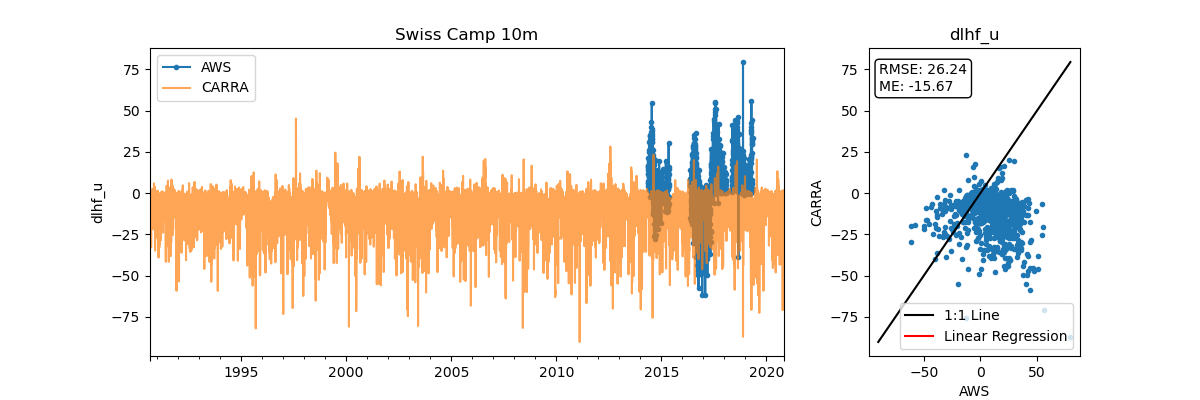 Swiss Camp 10m
AWS
CARRA
75
50
25
0
−25
−50
−75
dlhf_u
1995
2000
2005
2010
2015
2020
dlhf_u
RMSE: 26.24
ME: -15.67
75
50
25
0
−25
−50
−75
CARRA
1:1 Line
Linear Regression
−50
0
50
AWS